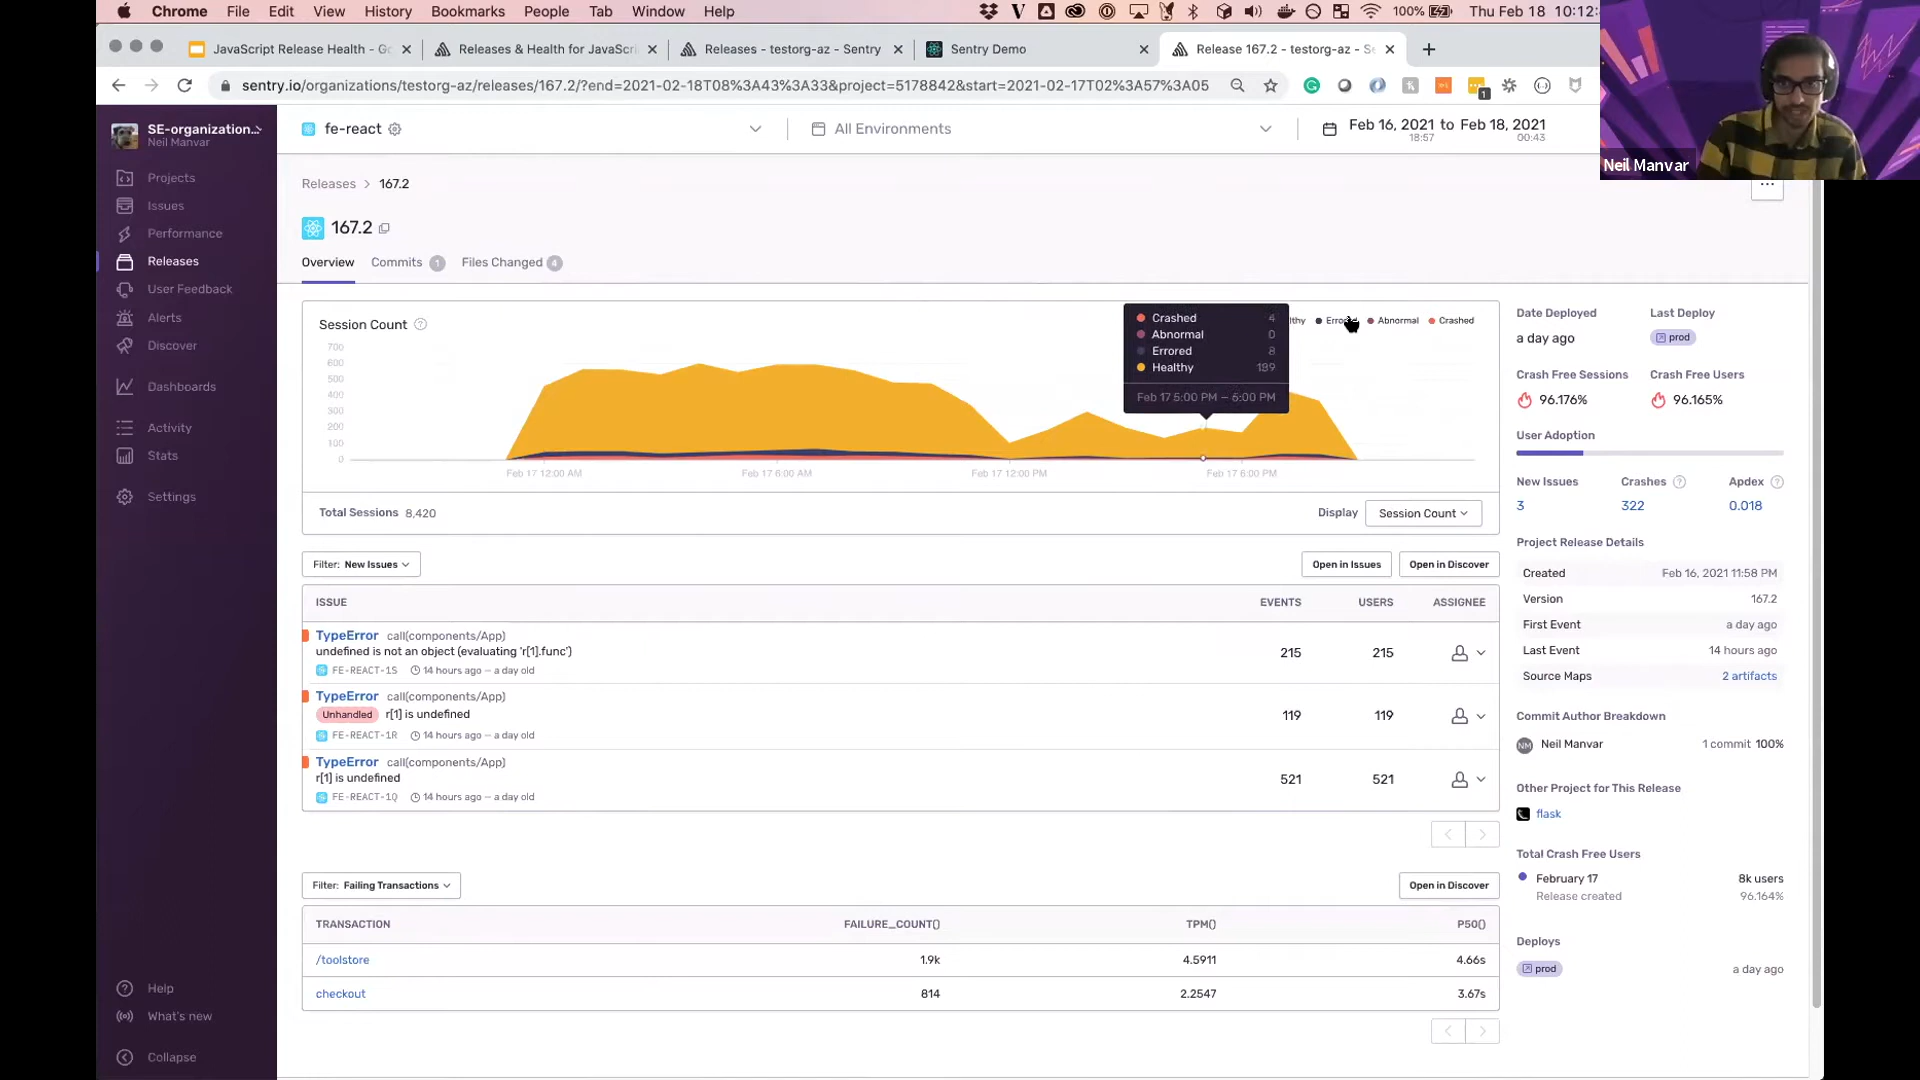 Chrome File Edit View History Bookmarks People Tab Window Help 100% Thu Feb 18 10:12:
JavaScript Release Health - Go
Releases & Health for JavaScri
Releases - testorg-az - Sentry
Sentry Demo
Release 167.2 - testorg-az - Se
sentry.io/organizations/testorg-az/releases/167.2/?end=2021-02-18T08%3A43%3A33&project=5178842&start=2021-02-17T02%3A57%3A05
Neil Manvar
SE-organization...
Neil Manvar
Projects
Issues
Performance
Releases
User Feedback
Alerts
Discover
Dashboards
Activity
Stats
Settings
Help
What's new
Collapse
fe-react
All Environments
Feb 16, 2021 to Feb 18, 2021
18:57 00:43
Releases > 167.2
167.2
Overview Commits 1 Files Changed 4
Session Count ?
lthy Abnormal Crashed
700
600
500
400
300
200
100
0
Feb 17 12:00 AM Feb 17 6:00 AM Feb 17 12:00 PM Feb 17 6:00 PM
Crashed 4
Abnormal 0
Errored 8
Healthy 189
Feb 17 5:00 PM — 6:00 PM
Total Sessions 8,420
Display Session Count
Filter: New Issues
Open in Issues Open in Discover
ISSUE EVENTS USERS ASSIGNEE
TypeError call(components/App)
undefined is not an object (evaluating 'r[1].func')
FE-REACT-1S 14 hours ago — a day old
215 215
TypeError call(components/App)
Unhandled r[1] is undefined
FE-REACT-1R 14 hours ago — a day old
119 119
TypeError call(components/App)
r[1] is undefined
FE-REACT-1Q 14 hours ago — a day old
521 521
Filter: Failing Transactions
Open in Discover
TRANSACTION FAILURE_COUNT() TPM() P50()
/toolstore 1.9k 4.5911 4.66s
checkout 814 2.2547 3.67s
Date Deployed Last Deploy
a day ago prod
Crash Free Sessions Crash Free Users
96.176% 96.165%
User Adoption
New Issues Crashes ? Apdex ?
3 322 0.018
Project Release Details
Created Feb 16, 2021 11:58 PM
Version 167.2
First Event a day ago
Last Event 14 hours ago
Source Maps 2 artifacts
Commit Author Breakdown
NM Neil Manvar 1 commit 100%
Other Project for This Release
flask
Total Crash Free Users
February 17 8k users
Release created 96.164%
Deploys
prod a day ago